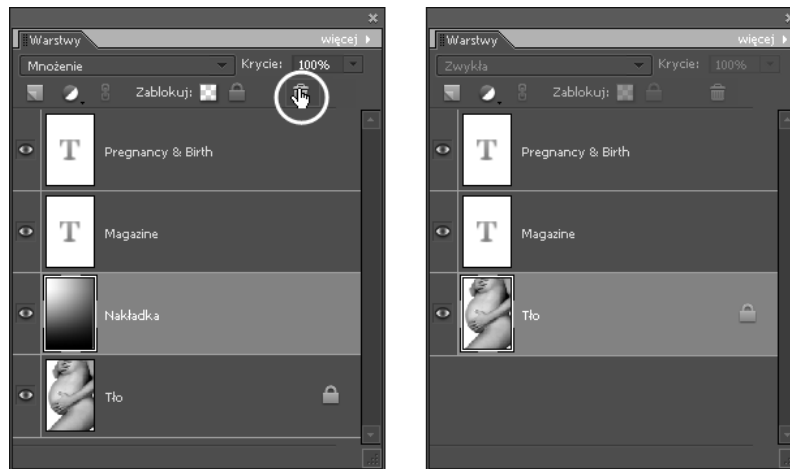 Warstwy
więcej
Mnożenie
Krycie: 100%
Zablokuj:
T
Pregnancy & Birth
T
Magazine
Nakładka
Tło
Warstwy
więcej
Zwykła
Krycie: 100%
Zablokuj:
T
Pregnancy & Birth
T
Magazine
Tło